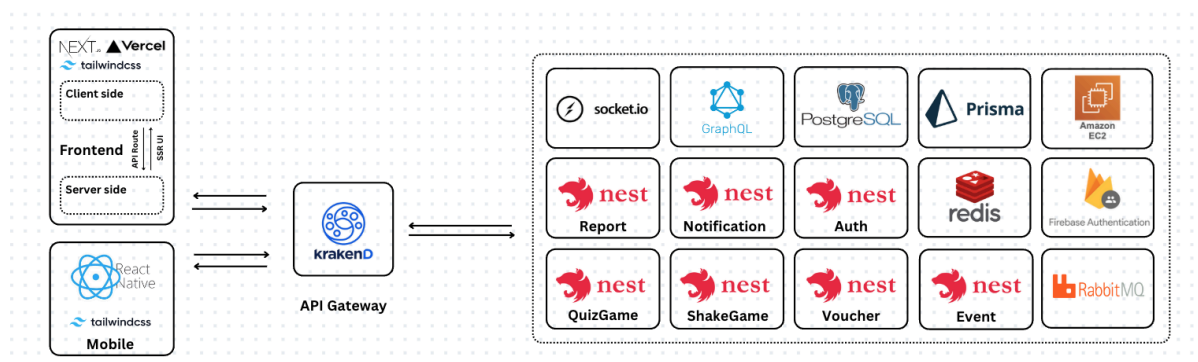 NEXT.js Vercel
tailwindcss
Client side
Frontend
API Route
SSR UI
Server side
React
Native
tailwindcss
Mobile
krakenD
API Gateway
socket.io
GraphQL
PostgreSQL
Prisma
Amazon
EC2
nest
Report
nest
Notification
nest
Auth
redis
Firebase Authentication
nest
QuizGame
nest
ShakeGame
nest
Voucher
nest
Event
RabbitMQ